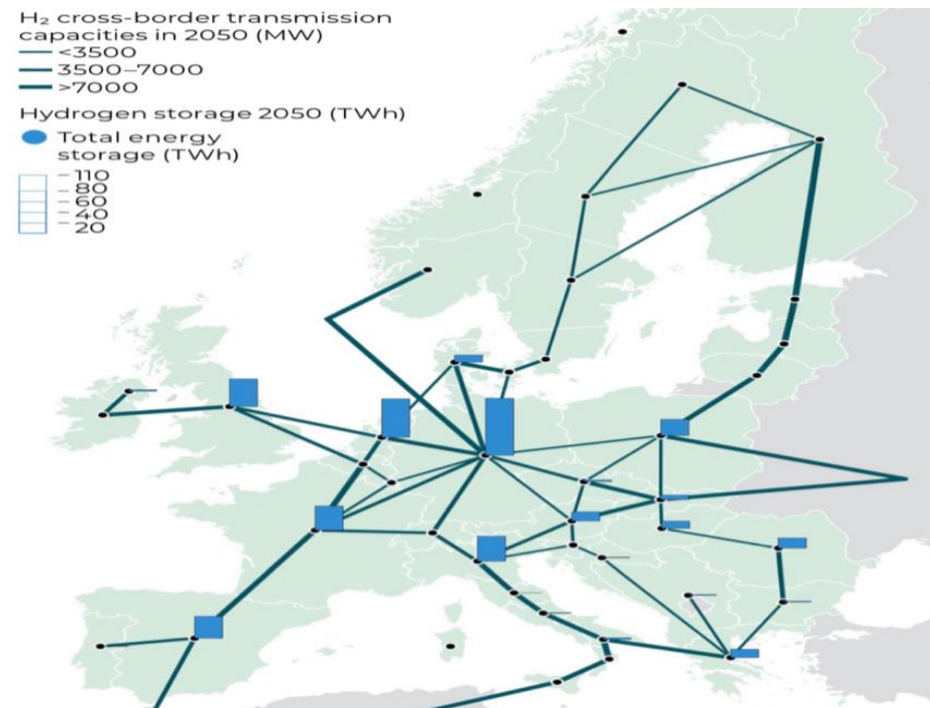 H₂ cross-border transmission
capacities in 2050 (MW)
<3500
3500–7000
>7000
Hydrogen storage 2050 (TWh)
Total energy
storage (TWh)
110
80
60
40
20